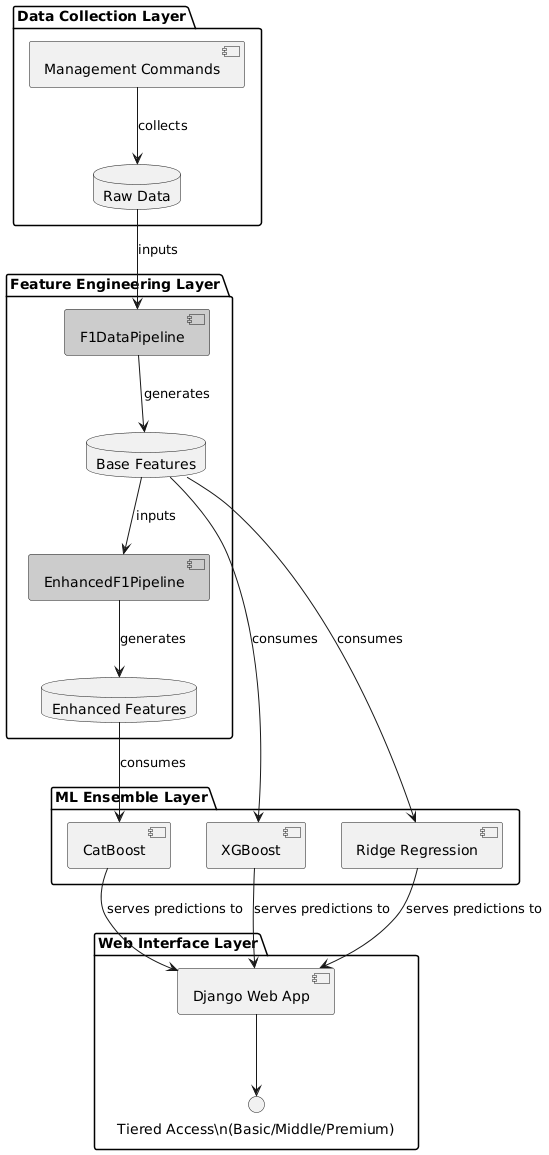 Data Collection Layer
Management Commands
collects
Raw Data
inputs
Feature Engineering Layer
F1DataPipeline
generates
Base Features
inputs
EnhancedF1Pipeline
generates
consumes
consumes
Enhanced Features
consumes
ML Ensemble Layer
CatBoost
XGBoost
Ridge Regression
serves predictions to
serves predictions to
serves predictions to
Web Interface Layer
Django Web App
Tiered Access\n(Basic/Middle/Premium)